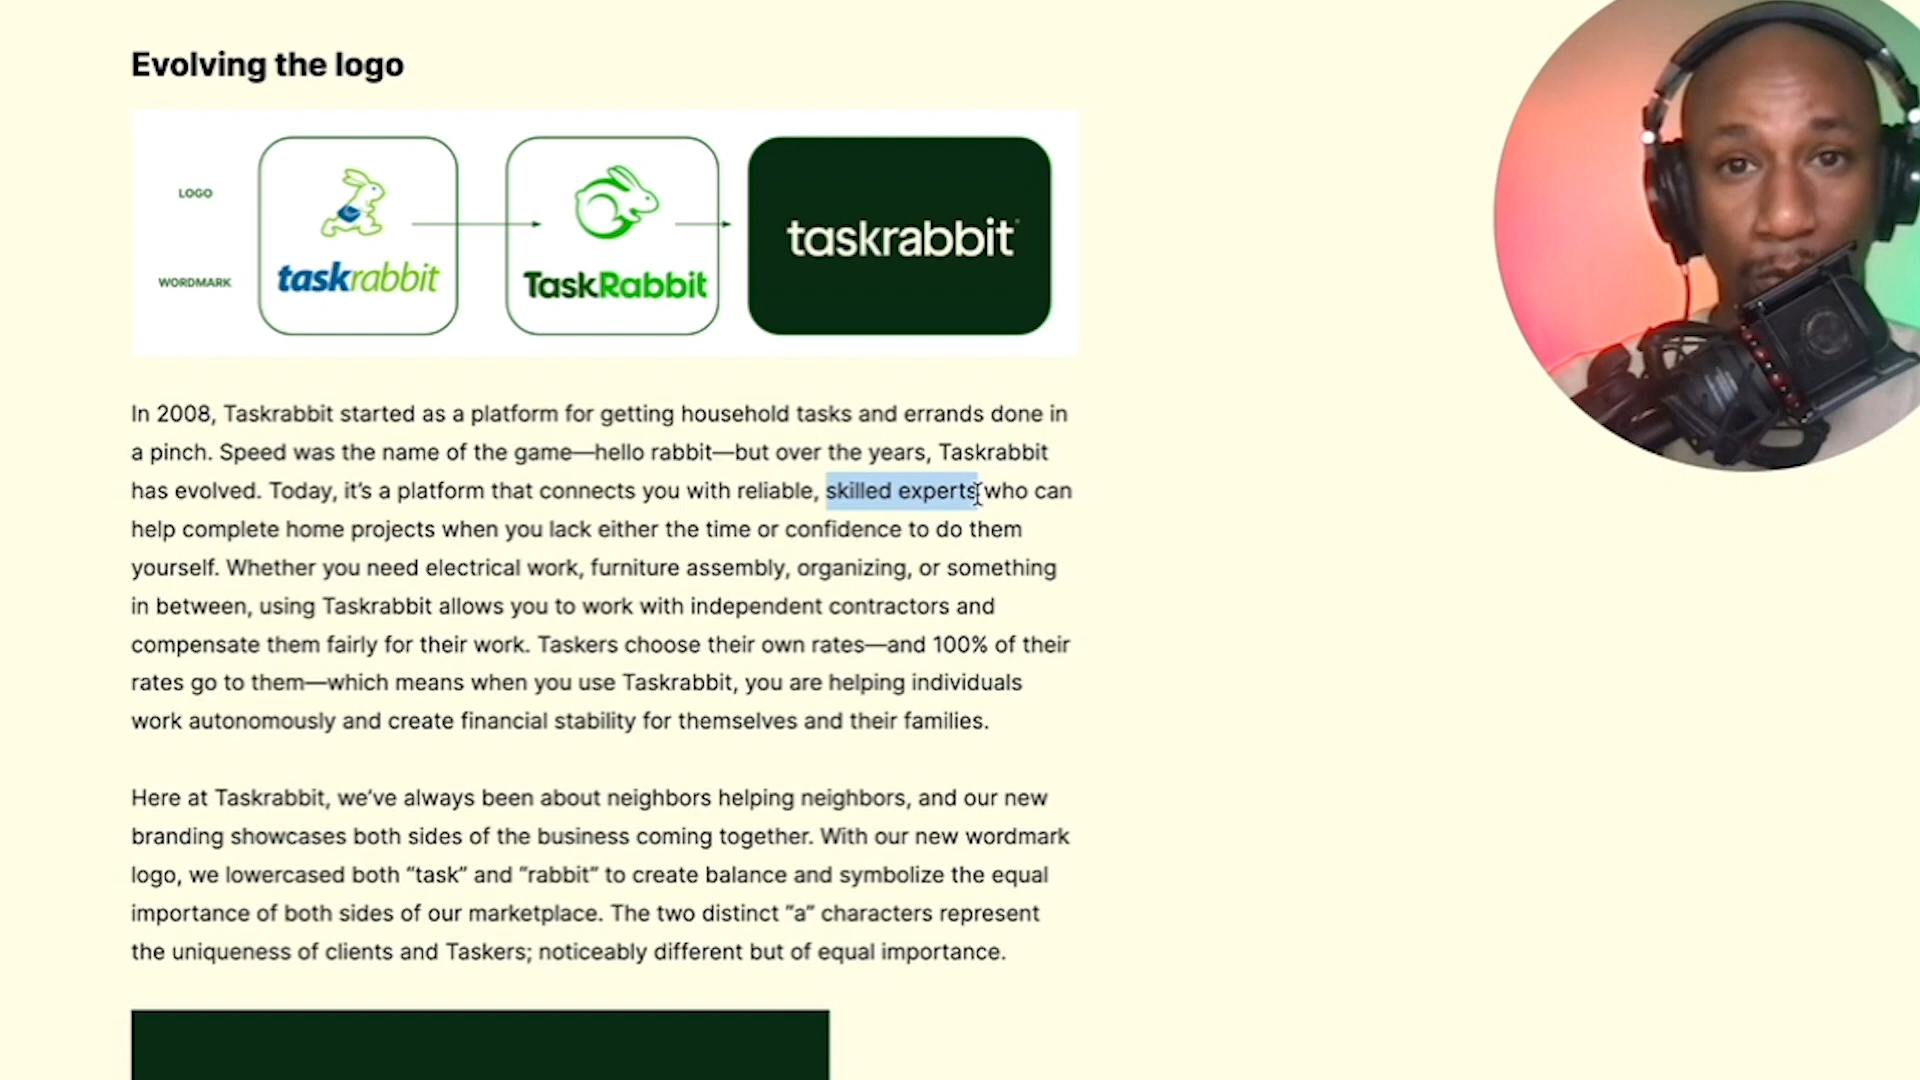 Evolving the logo
LOGO
WORDMARK
taskrabbit
TaskRabbit
taskrabbit
In 2008, Taskrabbit started as a platform for getting household tasks and errands done in
a pinch. Speed was the name of the game—hello rabbit—but over the years, Taskrabbit
has evolved. Today, it’s a platform that connects you with reliable, skilled experts who can
help complete home projects when you lack either the time or confidence to do them
yourself. Whether you need electrical work, furniture assembly, organizing, or something
in between, using Taskrabbit allows you to work with independent contractors and
compensate them fairly for their work. Taskers choose their own rates—and 100% of their
rates go to them—which means when you use Taskrabbit, you are helping individuals
work autonomously and create financial stability for themselves and their families.
Here at Taskrabbit, we’ve always been about neighbors helping neighbors, and our new
branding showcases both sides of the business coming together. With our new wordmark
logo, we lowercased both “task” and “rabbit” to create balance and symbolize the equal
importance of both sides of our marketplace. The two distinct “a” characters represent
the uniqueness of clients and Taskers; noticeably different but of equal importance.